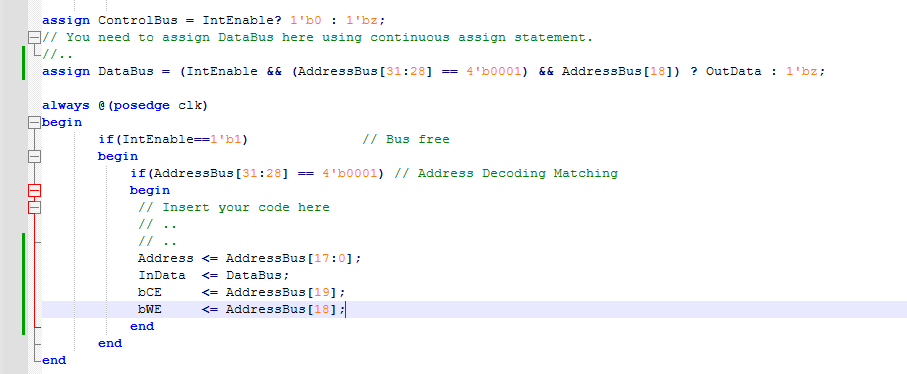 assign ControlBus = IntEnable? 1'b0 : 1'bz;
// You need to assign DataBus here using continuous assign statement.
//..
assign DataBus = (IntEnable && (AddressBus[31:28] == 4'b0001) && AddressBus[18]) ? OutData : 1'bz;
always @(posedge clk)
begin
if(IntEnable==1'b1) // Bus free
begin
if(AddressBus[31:28] == 4'b0001) // Address Decoding Matching
begin
// Insert your code here
// ..
// ..
Address <= AddressBus[17:0];
InData <= DataBus;
bCE <= AddressBus[19];
bWE <= AddressBus[18];
end
end
end